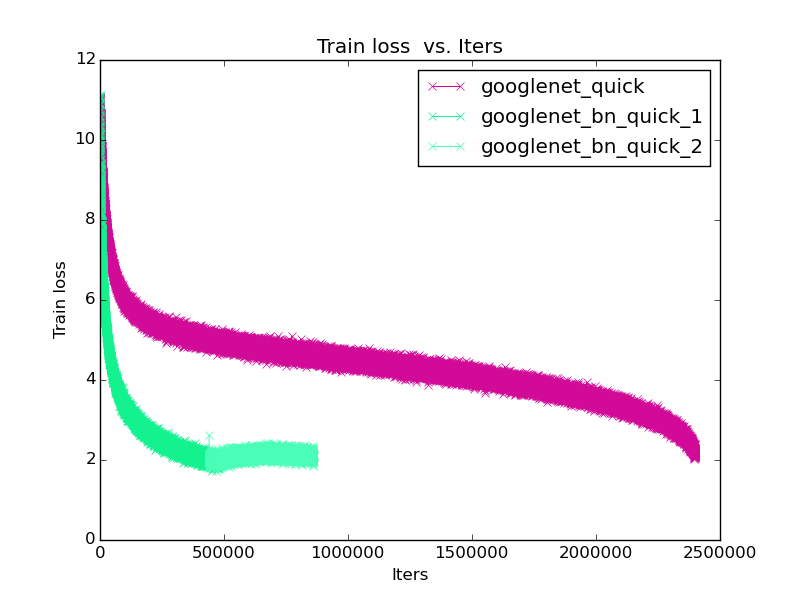 Train loss  vs. Iters
12
10
8
6
4
2
0
Train loss
googlenet_quick
googlenet_bn_quick_1
googlenet_bn_quick_2
0
500000
1000000
1500000
2000000
2500000
Iters